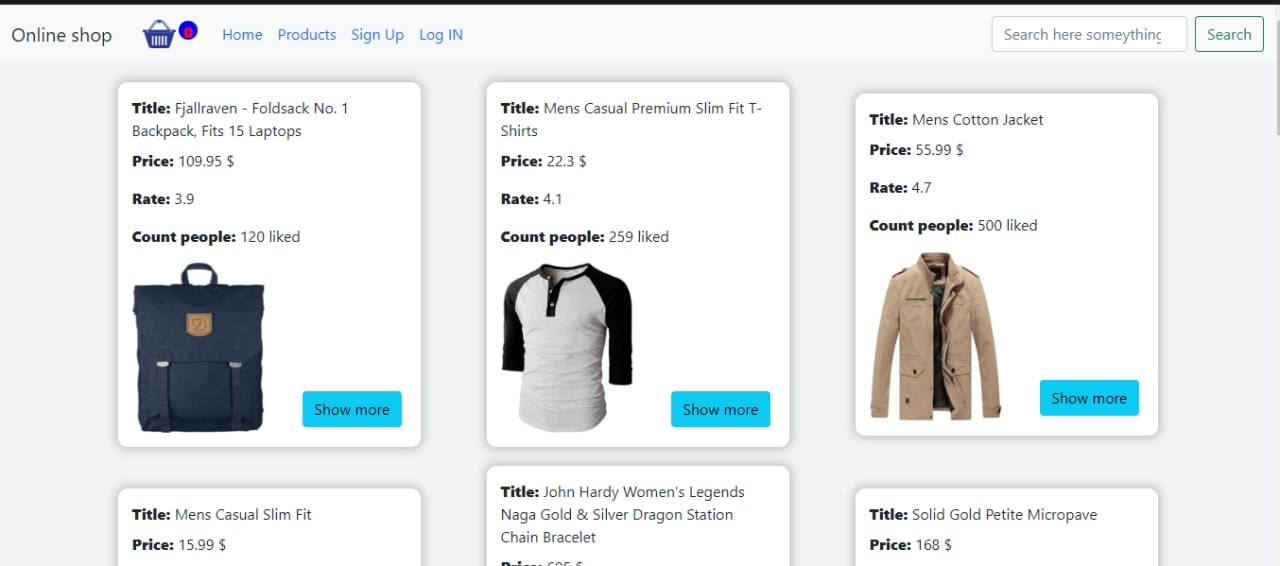 Online shop
0
Home
Products
Sign Up
Log IN
Search here someything
Search
Title: Fjallraven - Foldsack No. 1
Backpack, Fits 15 Laptops
Price: 109.95 $
Rate: 3.9
Count people: 120 liked
Show more
Title: Mens Casual Premium Slim Fit T-
Shirts
Price: 22.3 $
Rate: 4.1
Count people: 259 liked
Show more
Title: Mens Cotton Jacket
Price: 55.99 $
Rate: 4.7
Count people: 500 liked
Show more
Title: Mens Casual Slim Fit
Price: 15.99 $
Title: John Hardy Women's Legends
Naga Gold & Silver Dragon Station
Chain Bracelet
Price: 695 $
Title: Solid Gold Petite Micropave
Price: 168 $